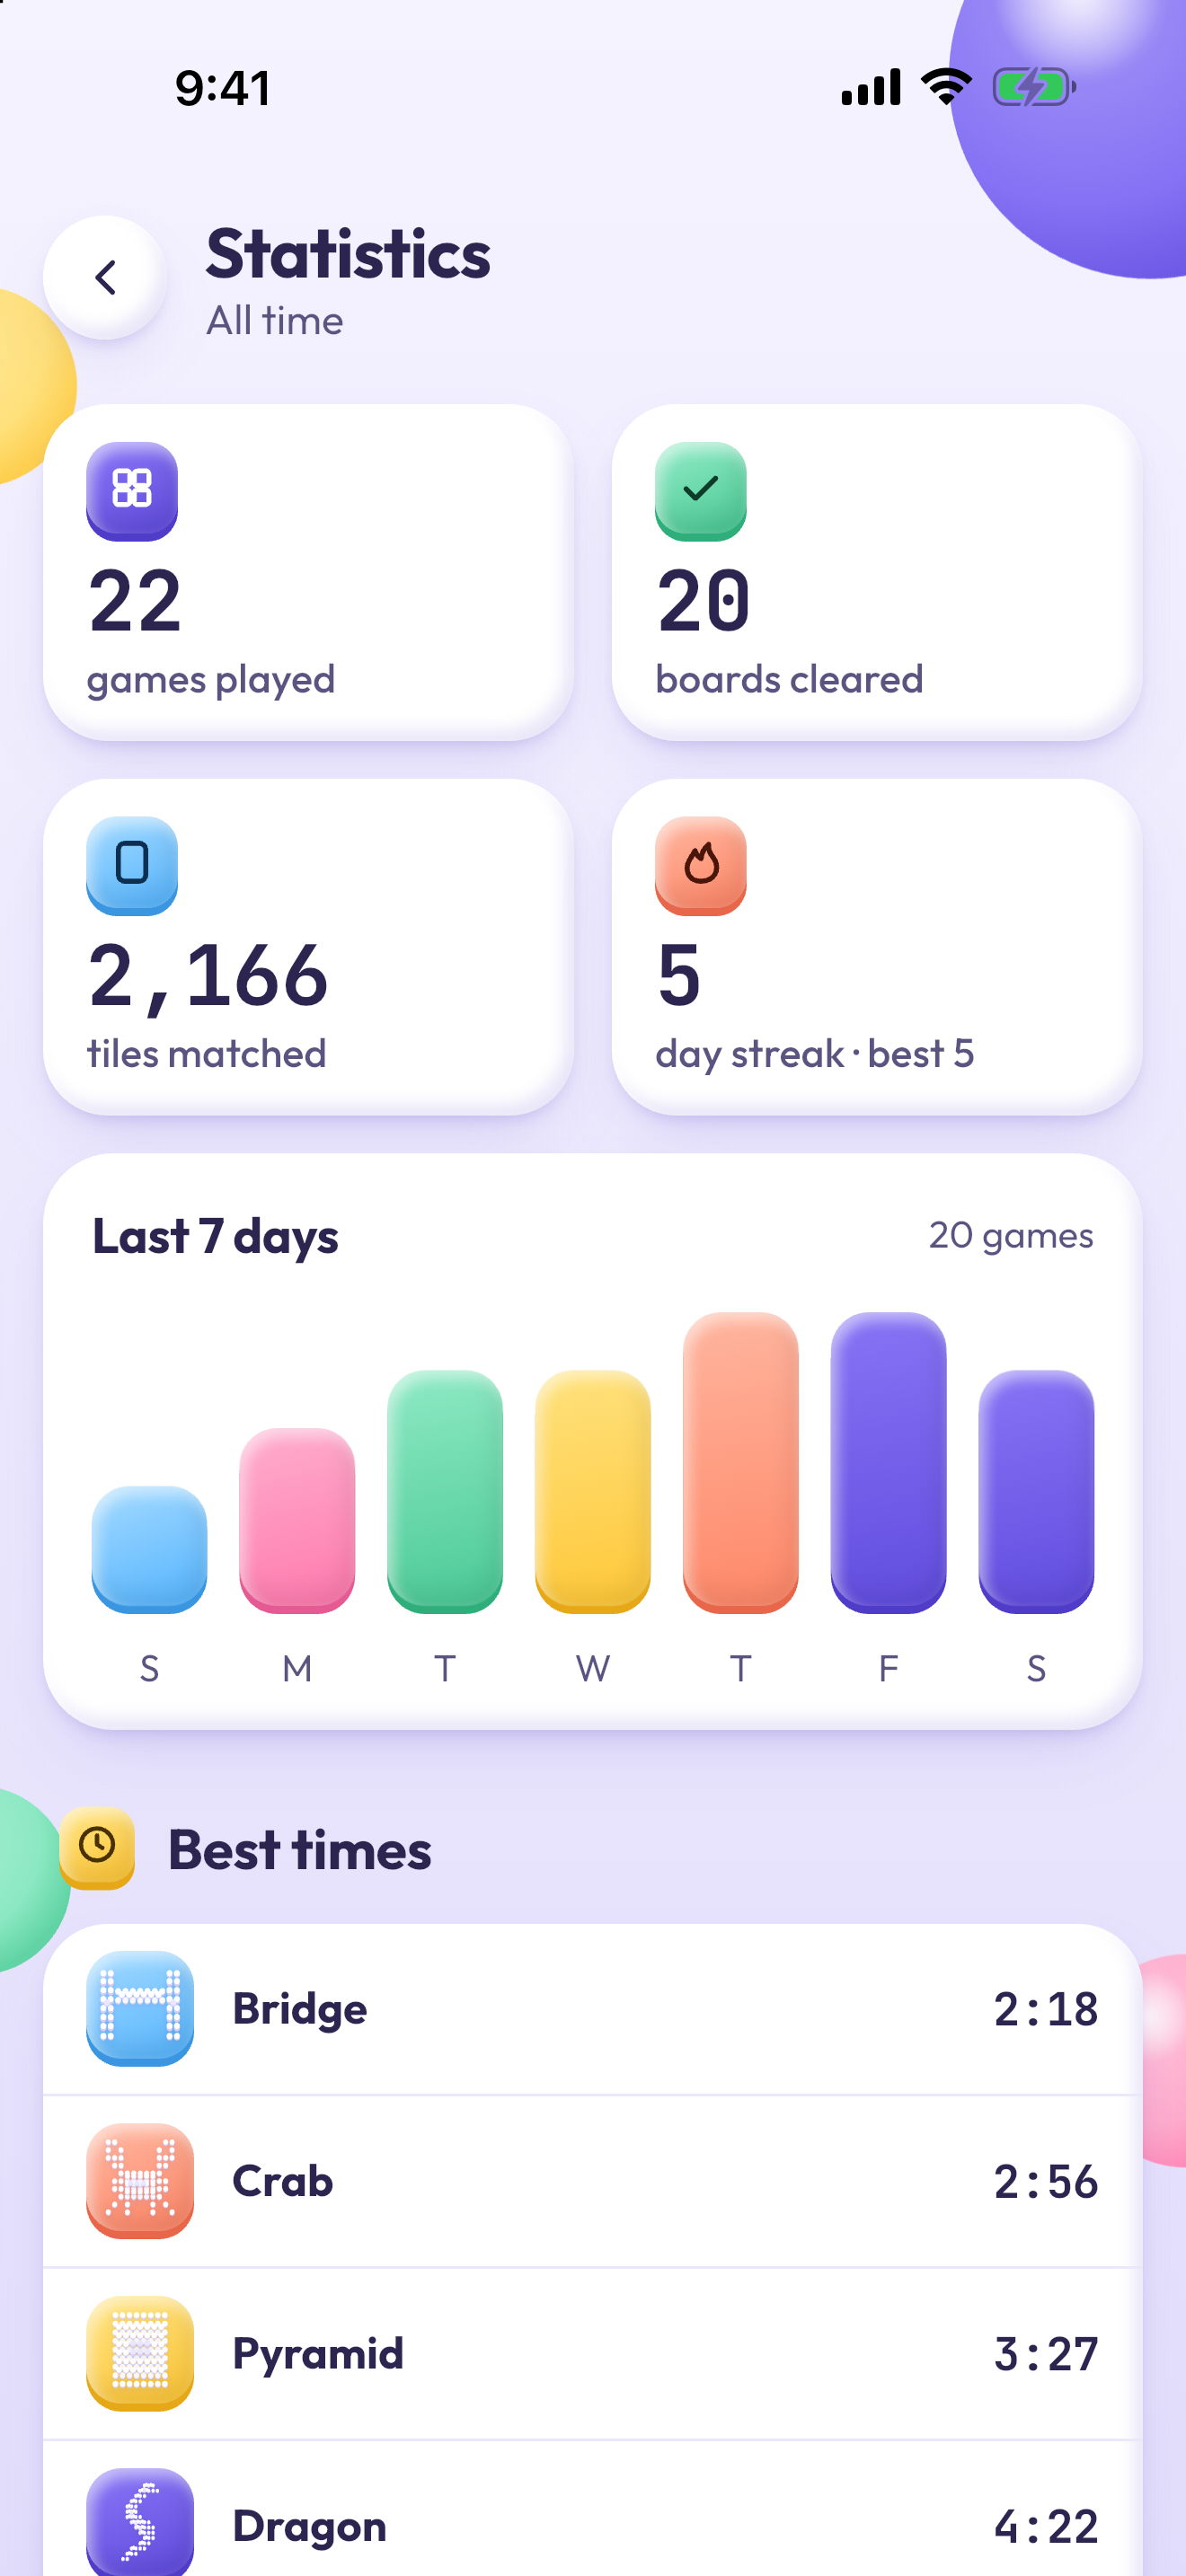 9:41
Statistics
All time
22
games played
20
boards cleared
2,166
tiles matched
5
day streak · best 5
Last 7 days
20 games
S M T W T F S
Best times
Bridge 2:18
Crab 2:56
Pyramid 3:27
Dragon 4:22